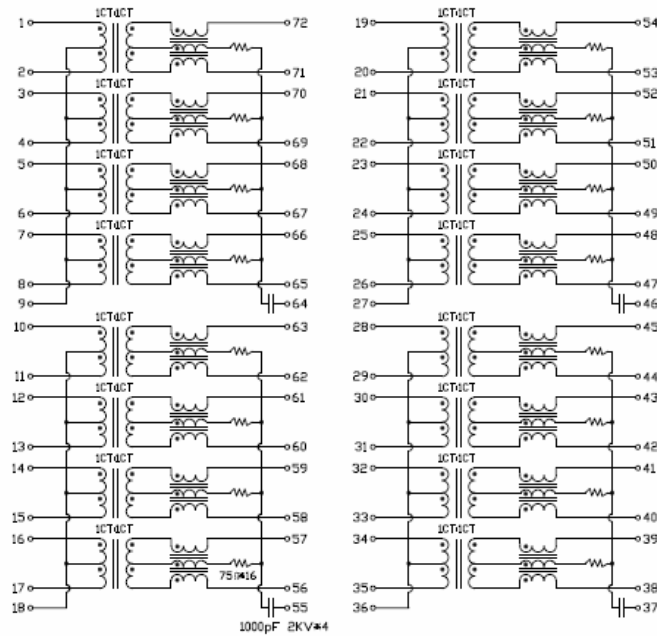 1CT:1CT 1CT:1CT
1 72 19 54
2 71 20 53
1CT:1CT 1CT:1CT
3 70 21 52
4 69 22 51
1CT:1CT 1CT:1CT
5 68 23 50
6 67 24 49
1CT:1CT 1CT:1CT
7 66 25 48
8 65 26 47
9 64 27 46
1CT:1CT 1CT:1CT
10 63 28 45
11 62 29 44
1CT:1CT 1CT:1CT
12 61 30 43
13 60 31 42
1CT:1CT 1CT:1CT
14 59 32 41
15 58 33 40
1CT:1CT 1CT:1CT
16 57 34 39
75Ω*16
17 56 35 38
18 55 36 37
1000pF 2KV*4